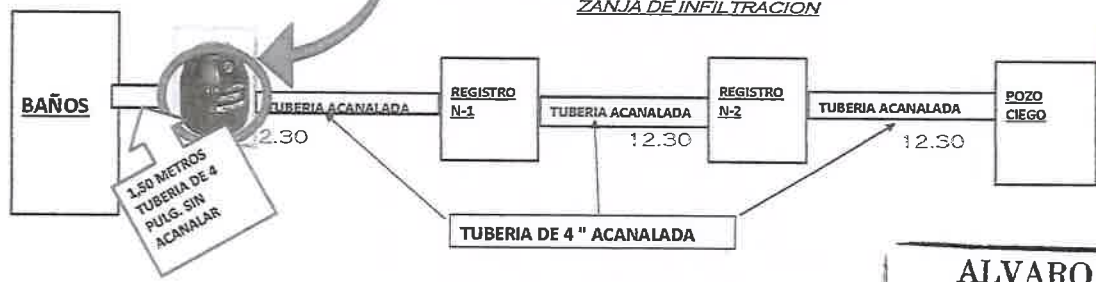 ZANJA DE INFILTRACION
BAÑOS
TUBERIA ACANALADA
12.30
REGISTRO
N-1
TUBERIA ACANALADA
12.30
REGISTRO
N-2
TUBERIA ACANALADA
12.30
POZO
CIEGO
1,50 METROS
TUBERIA DE 4
PULG. SIN
ACANALAR
TUBERIA DE 4 " ACANALADA
ALVARO